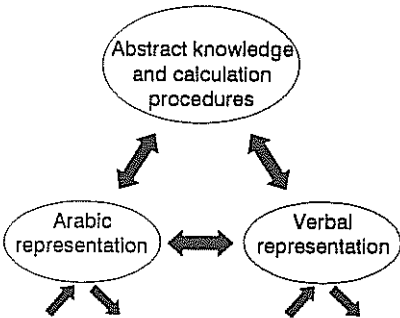 Abstract knowledge
and calculation
procedures
Arabic
representation
Verbal
representation